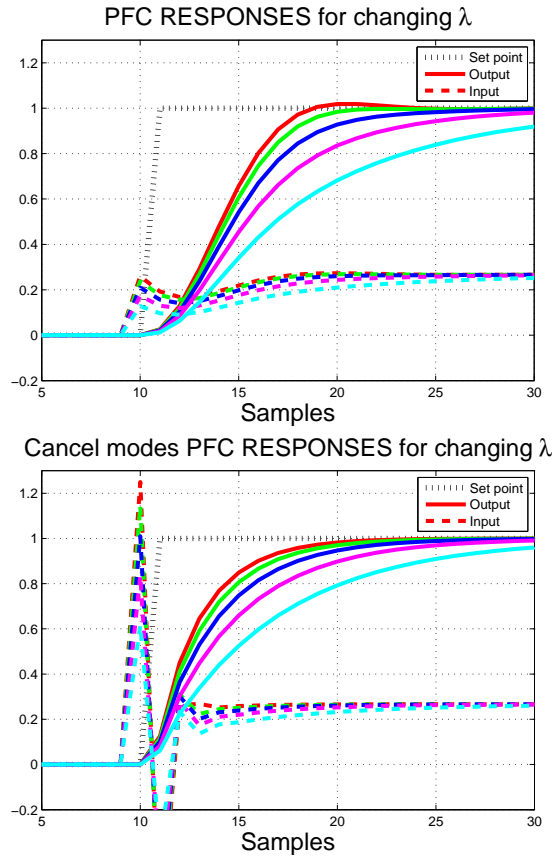 PFC RESPONSES for changing λ
1.2
1
0.8
0.6
0.4
0.2
0
−0.2
Set point
Output
Input
5 10 15 20 25 30
Samples
Cancel modes PFC RESPONSES for changing λ
1.2
1
0.8
0.6
0.4
0.2
0
−0.2
Set point
Output
Input
5 10 15 20 25 30
Samples